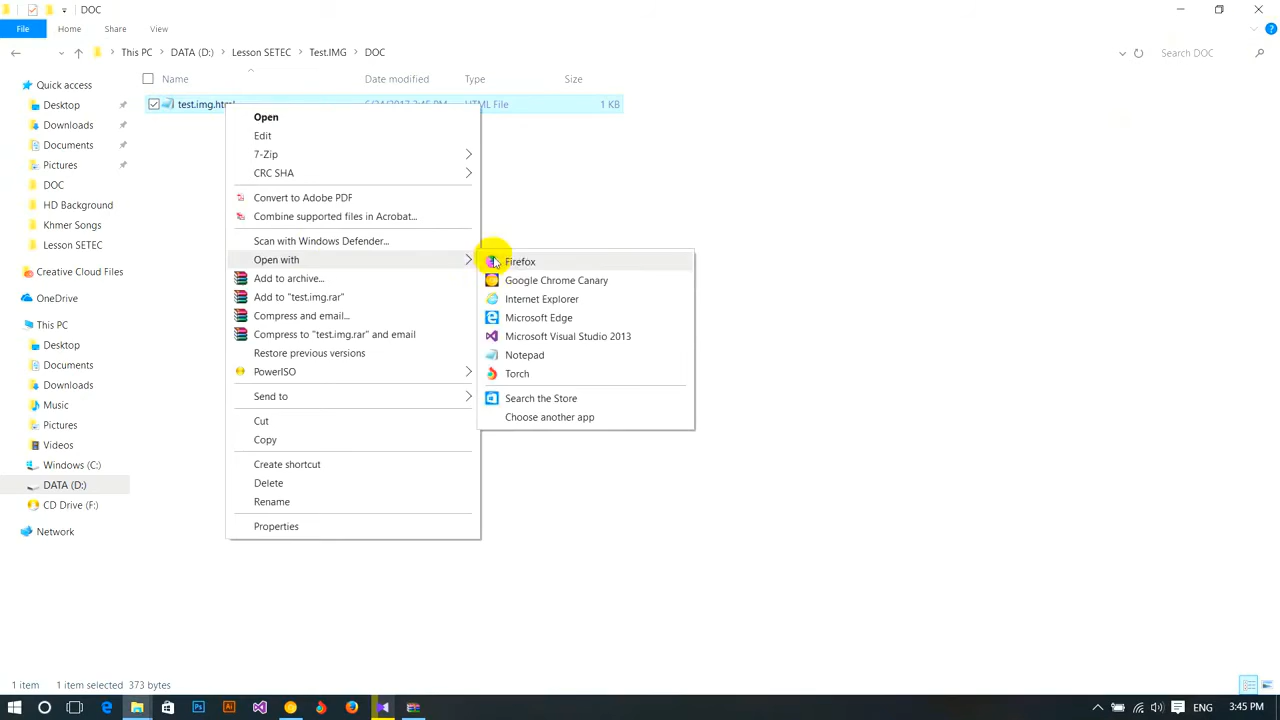 DOC
File Home Share View
This PC DATA (D:) Lesson SETEC Test.IMG DOC Search DOC
Name Date modified Type Size
Quick access
Desktop
Downloads
Documents
Pictures
DOC
HD Background
Khmer Songs
Lesson SETEC
Creative Cloud Files
OneDrive
This PC
Desktop
Documents
Downloads
Music
Pictures
Videos
Windows (C:)
DATA (D:)
CD Drive (F:)
Network
HTML File 1 KB
Open
Edit
7-Zip
CRC SHA
Convert to Adobe PDF
Combine supported files in Acrobat...
Scan with Windows Defender...
Open with
Add to archive...
Add to "test.img.rar"
Compress and email...
Compress to "test.img.rar" and email
Restore previous versions
PowerISO
Send to
Cut
Copy
Create shortcut
Delete
Rename
Properties
Firefox
Google Chrome Canary
Internet Explorer
Microsoft Edge
Microsoft Visual Studio 2013
Notepad
Torch
Search the Store
Choose another app
1 item 1 item selected 373 bytes
Ps Ai ENG 3:45 PM